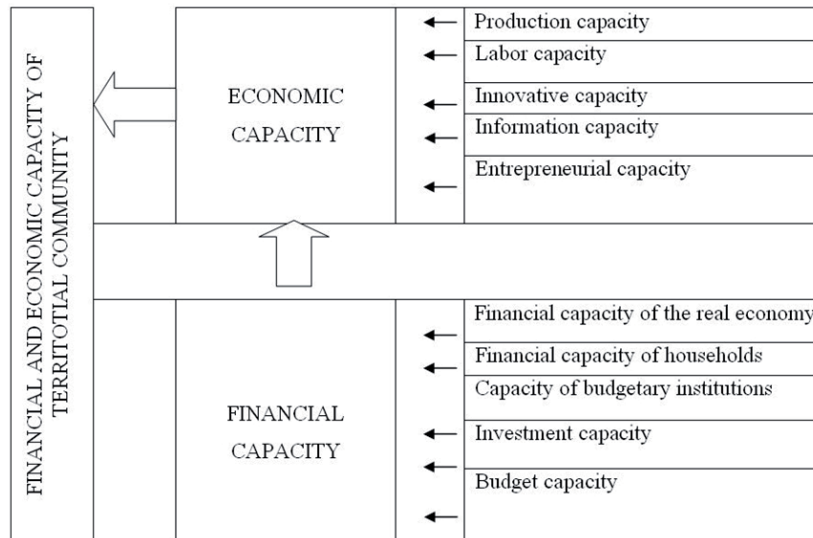 FINANCIAL AND ECONOMIC CAPACITY OF
TERRITOTIAL COMMUNITY
ECONOMIC
CAPACITY
Production capacity
Labor capacity
Innovative capacity
Information capacity
Entrepreneurial capacity
FINANCIAL
CAPACITY
Financial capacity of the real economy
Financial capacity of households
Capacity of budgetary institutions
Investment capacity
Budget capacity